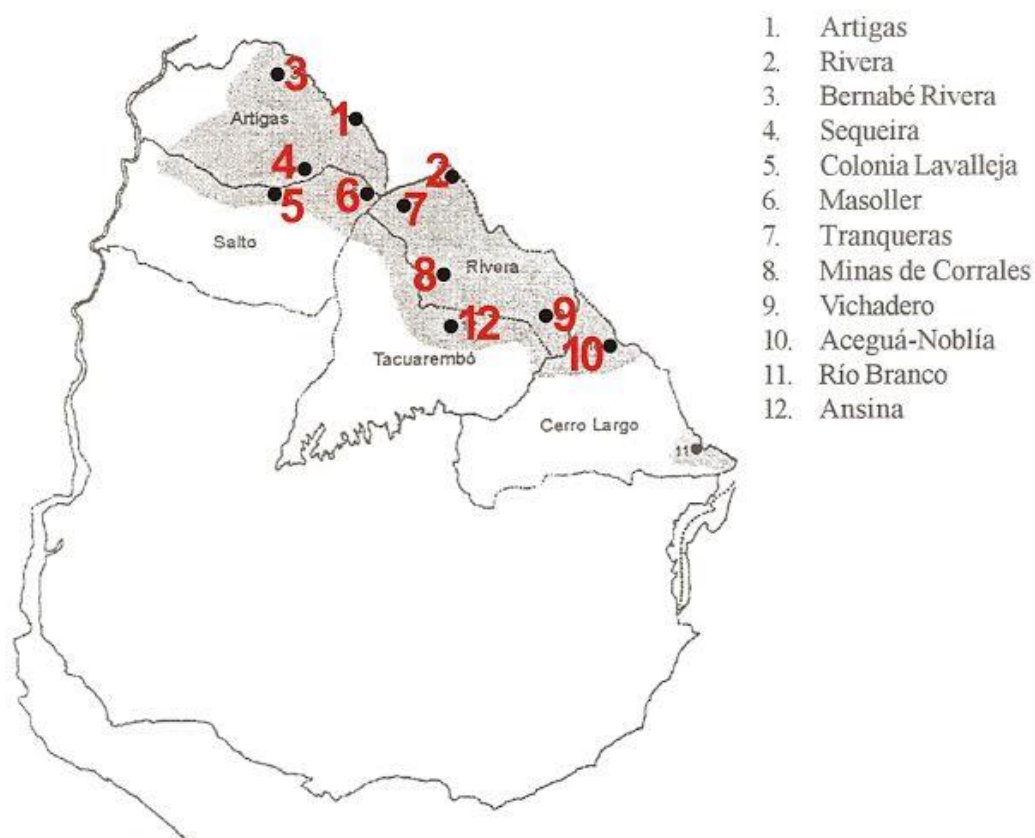 1. Artigas
2. Rivera
3. Bernabé Rivera
4. Sequeira
5. Colonia Lavalleja
6. Masoller
7. Tranqueras
8. Minas de Corrales
9. Vichadero
10. Aceguá-Noblía
11. Río Branco
12. Ansina
3
Artigas
1
4
2
5
6
7
Salto
8
Rivera
12
9
10
Tacuarembó
Cerro Largo
11